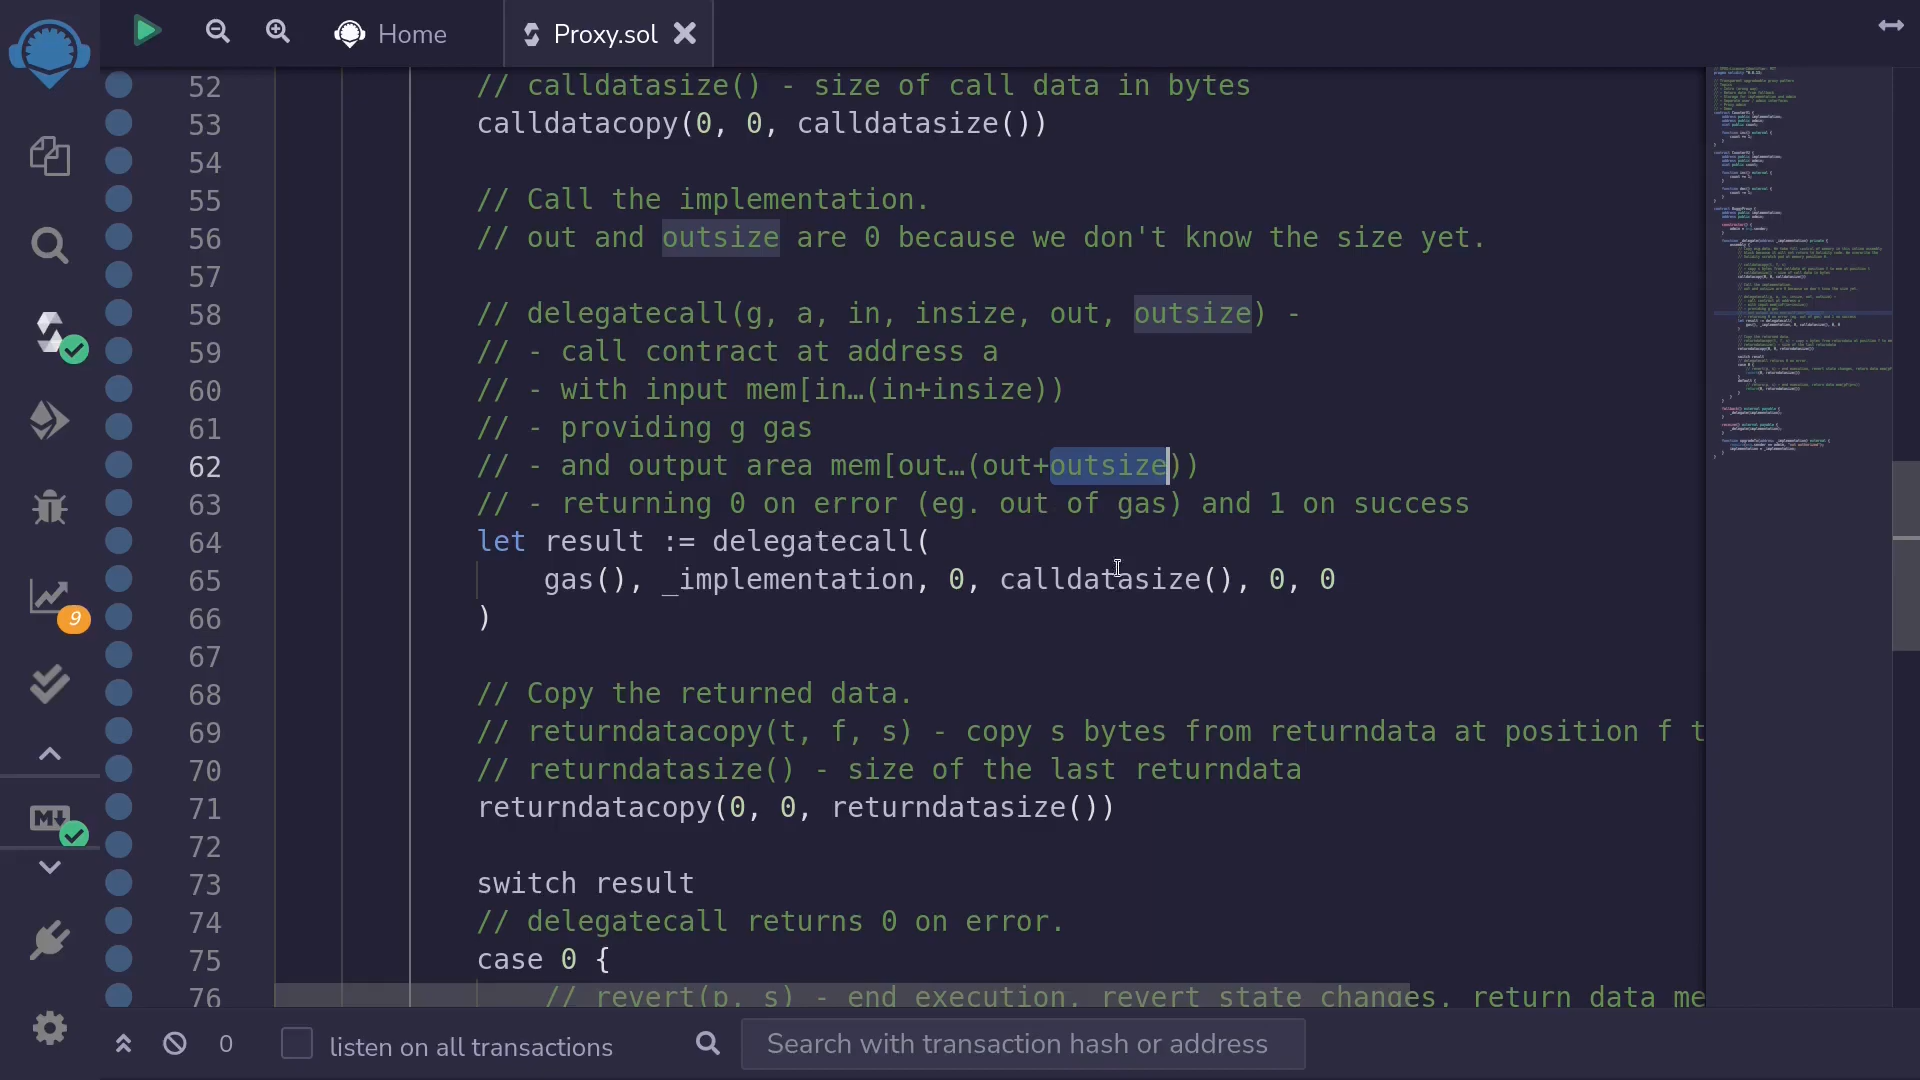 Home
Proxy.sol
52 // calldatasize() - size of call data in bytes
53 calldatacopy(0, 0, calldatasize())
54
55 // Call the implementation.
56 // out and outsize are 0 because we don't know the size yet.
57
58 // delegatecall(g, a, in, insize, out, outsize) -
59 // - call contract at address a
60 // - with input mem[in…(in+insize))
61 // - providing g gas
62 // - and output area mem[out…(out+outsize))
63 // - returning 0 on error (eg. out of gas) and 1 on success
64 let result := delegatecall(
65 gas(), _implementation, 0, calldatasize(), 0, 0
66 )
67
68 // Copy the returned data.
69 // returndatacopy(t, f, s) - copy s bytes from returndata at position f t
70 // returndatasize() - size of the last returndata
71 returndatacopy(0, 0, returndatasize())
72
73 switch result
74 // delegatecall returns 0 on error.
75 case 0 {
76 // revert(p, s) - end execution, revert state changes, return data me
9
M
0
listen on all transactions
Search with transaction hash or address